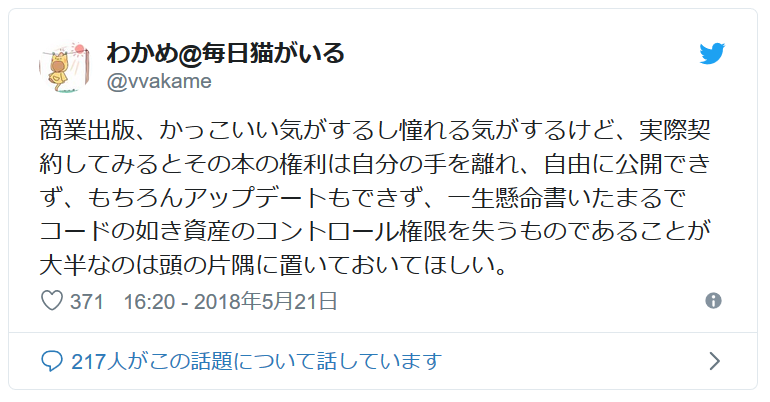 わかめ@毎日猫がいる
@vvakame
商業出版、かっこいい気がするし憧れる気がするけど、実際契
約してみるとその本の権利は自分の手を離れ、自由に公開でき
ず、もちろんアップデートもできず、一生懸命書いたまるで
コードの如き資産のコントロール権限を失うものであることが
大半なのは頭の片隅に置いておいてほしい。
371 16:20 - 2018年5月21日
217人がこの話題について話しています